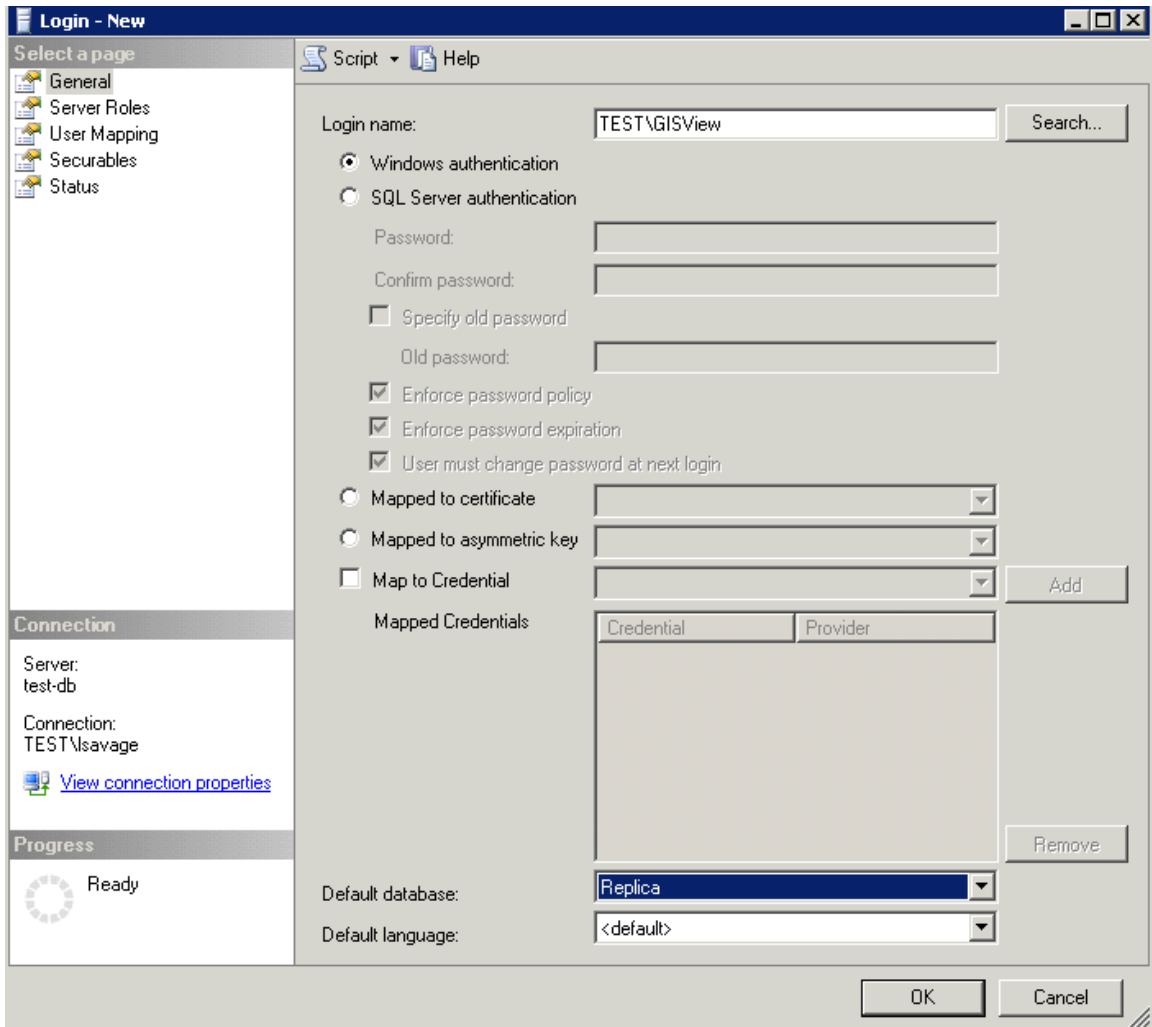 Login - New
Select a page
General
Server Roles
User Mapping
Securables
Status
Connection
Server:
test-db
Connection:
TEST\lsavage
View connection properties
Progress
Ready
Script
Help
Login name:
TEST\GISView
Search...
Windows authentication
SQL Server authentication
Password:
Confirm password:
Specify old password
Old password:
Enforce password policy
Enforce password expiration
User must change password at next login
Mapped to certificate
Mapped to asymmetric key
Map to Credential
Add
Mapped Credentials
Credential
Provider
Remove
Default database:
Replica
Default language:
<default>
OK
Cancel